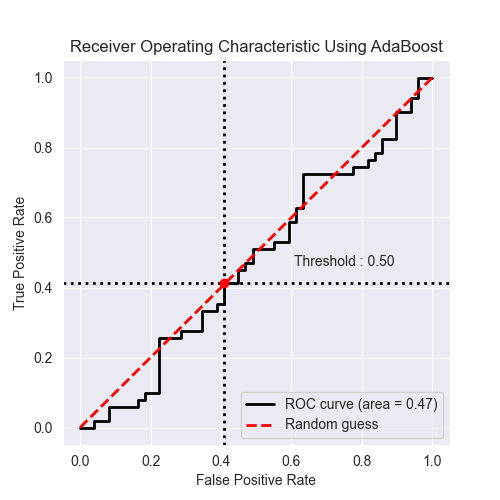 Receiver Operating Characteristic Using AdaBoost
True Positive Rate
1.0
0.8
0.6
0.4
0.2
0.0
Threshold : 0.50
ROC curve (area = 0.47)
Random guess
0.0 0.2 0.4 0.6 0.8 1.0
False Positive Rate